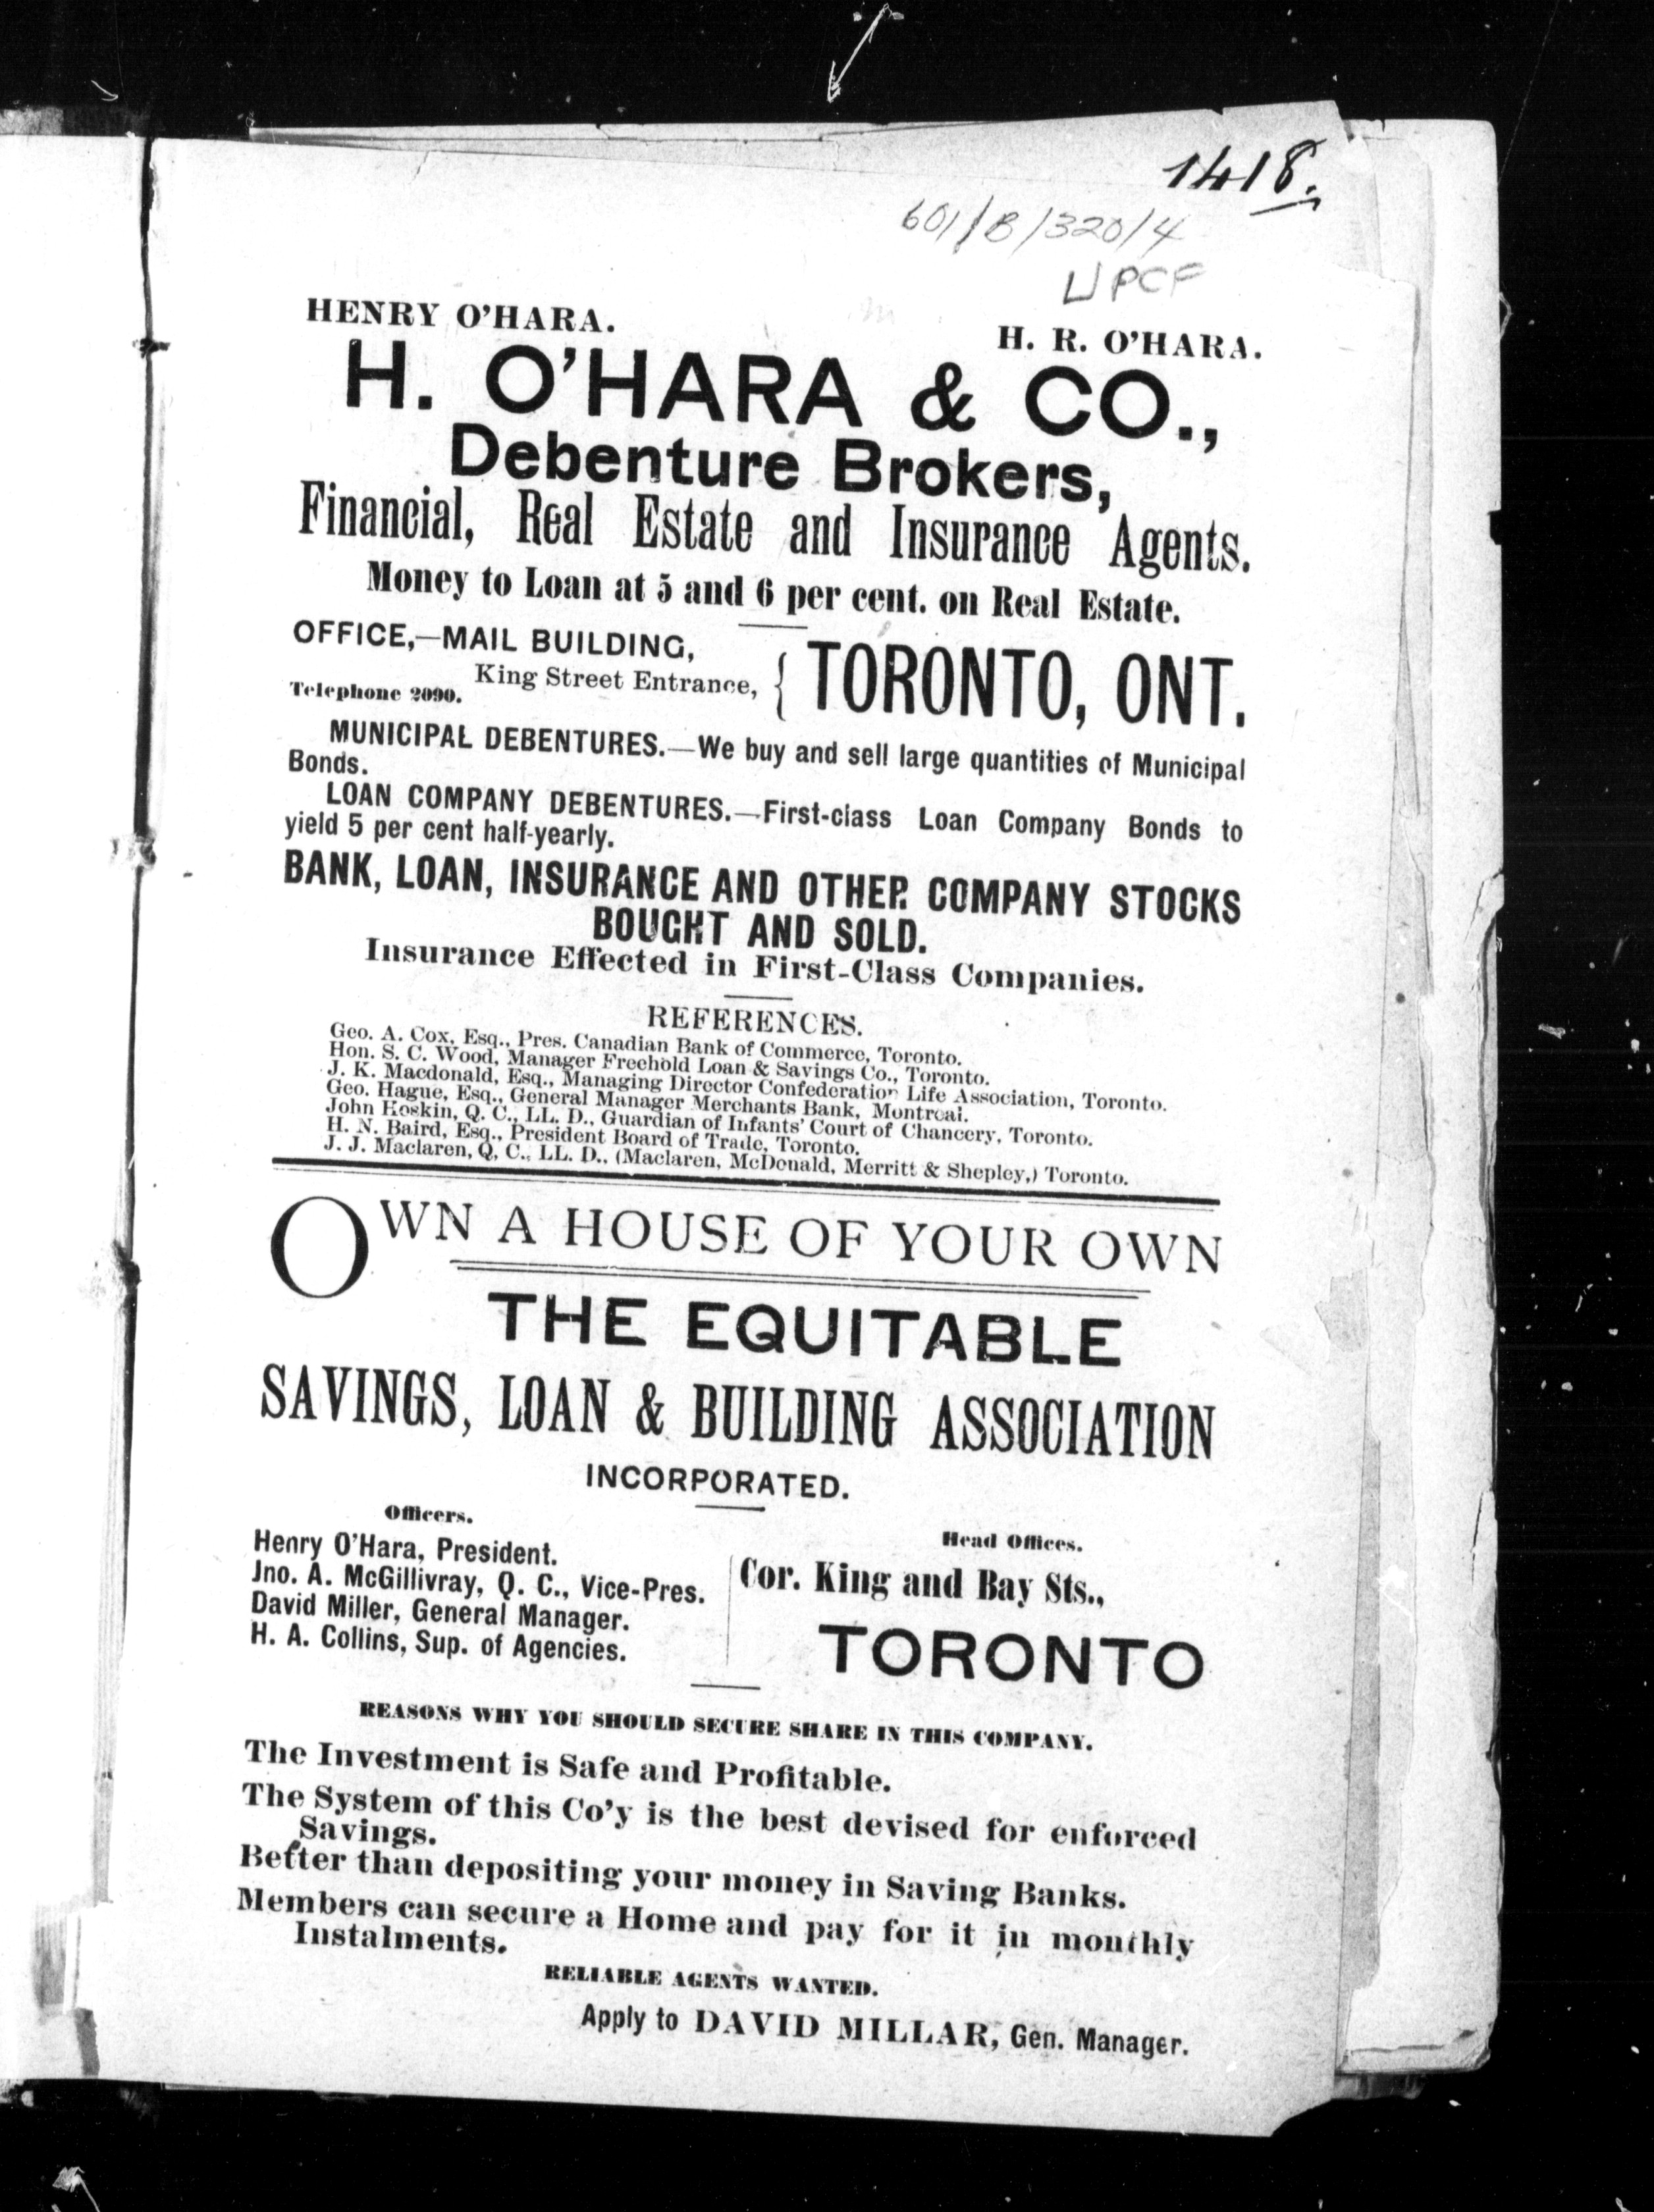 1418.
601/B/320/4
HENRY O'HARA.
H. R. O'HARA.
H. O'HARA & CO.,
Debenture Brokers,
Financial, Real Estate and Insurance Agents.
Money to Loan at 5 and 6 per cent. on Real Estate.
OFFICE,—MAIL BUILDING,
King Street Entrance,
Telephone 2090.
{ TORONTO, ONT.
MUNICIPAL DEBENTURES.—We buy and sell large quantities of Municipal
Bonds.
LOAN COMPANY DEBENTURES.—First-class Loan Company Bonds to
yield 5 per cent half-yearly.
BANK, LOAN, INSURANCE AND OTHER COMPANY STOCKS
BOUGHT AND SOLD.
Insurance Effected in First-Class Companies.
REFERENCES.
Geo. A. Cox, Esq., Pres. Canadian Bank of Commerce, Toronto.
Hon. S. C. Wood, Manager Freehold Loan & Savings Co., Toronto.
J. K. Macdonald, Esq., Managing Director Confederation Life Association, Toronto.
Geo. Hague, Esq., General Manager Merchants Bank, Montreal.
John Hoskin, Q. C., LL. D., Guardian of Infants' Court of Chancery, Toronto.
H. N. Baird, Esq., President Board of Trade, Toronto.
J. J. Maclaren, Q, C., LL. D., (Maclaren, McDonald, Merritt & Shepley,) Toronto.
OWN A HOUSE OF YOUR OWN
THE EQUITABLE
SAVINGS, LOAN & BUILDING ASSOCIATION
INCORPORATED.
Officers.
Henry O'Hara, President.
Jno. A. McGillivray, Q. C., Vice-Pres.
David Miller, General Manager.
H. A. Collins, Sup. of Agencies.
Head Offices.
Cor. King and Bay Sts.,
TORONTO
REASONS WHY YOU SHOULD SECURE SHARE IN THIS COMPANY.
The Investment is Safe and Profitable.
The System of this Co'y is the best devised for enforced
Savings.
Better than depositing your money in Saving Banks.
Members can secure a Home and pay for it in monthly
Instalments.
RELIABLE AGENTS WANTED.
Apply to DAVID MILLAR, Gen. Manager.